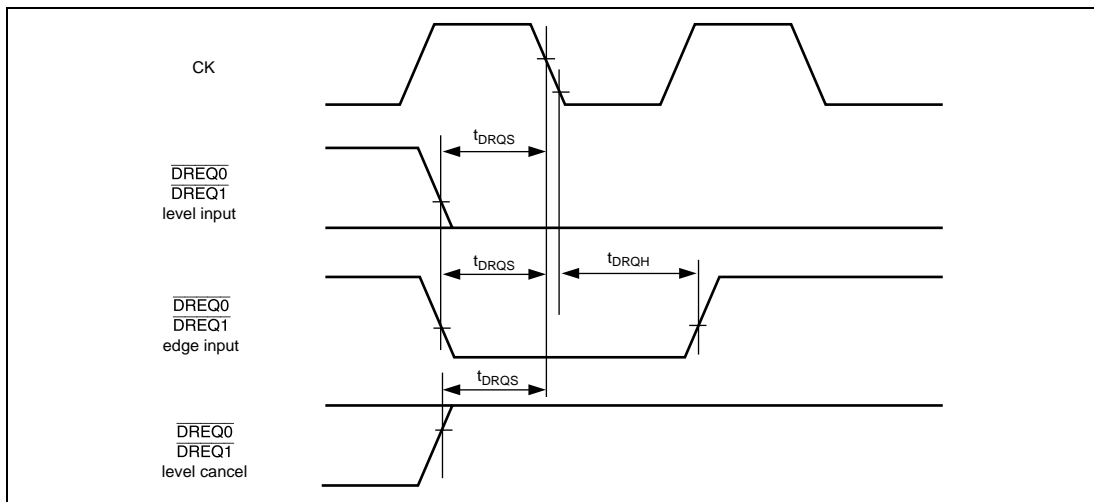 CK
tDRQS
DREQ0
DREQ1
level input
tDRQS
tDRQH
DREQ0
DREQ1
edge input
tDRQS
DREQ0
DREQ1
level cancel